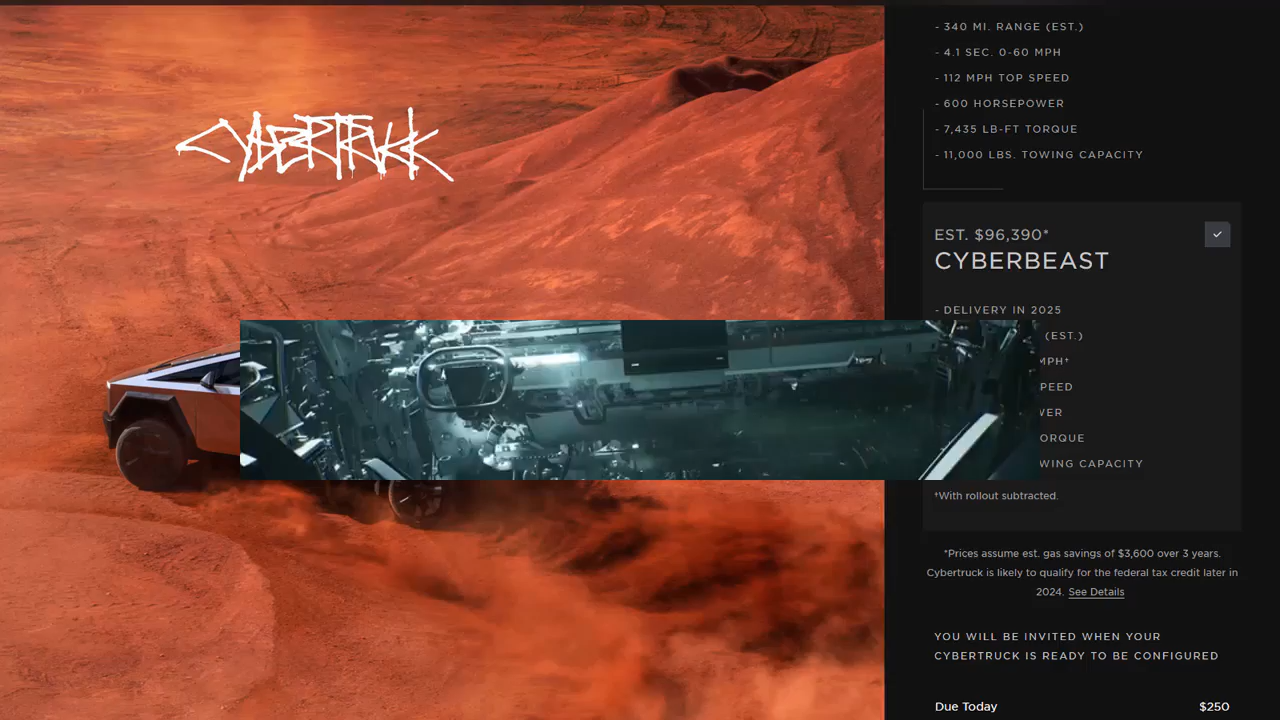 CYBERTRUCK
- 340 MI. RANGE (EST.)
- 4.1 SEC. 0-60 MPH
- 112 MPH TOP SPEED
- 600 HORSEPOWER
- 7,435 LB-FT TORQUE
- 11,000 LBS. TOWING CAPACITY
EST. $96,390*
CYBERBEAST
- DELIVERY IN 2025
(EST.)
MPH†
PEED
WER
ORQUE
WING CAPACITY
†With rollout subtracted.
*Prices assume est. gas savings of $3,600 over 3 years.
Cybertruck is likely to qualify for the federal tax credit later in
2024. See Details
YOU WILL BE INVITED WHEN YOUR
CYBERTRUCK IS READY TO BE CONFIGURED
Due Today $250